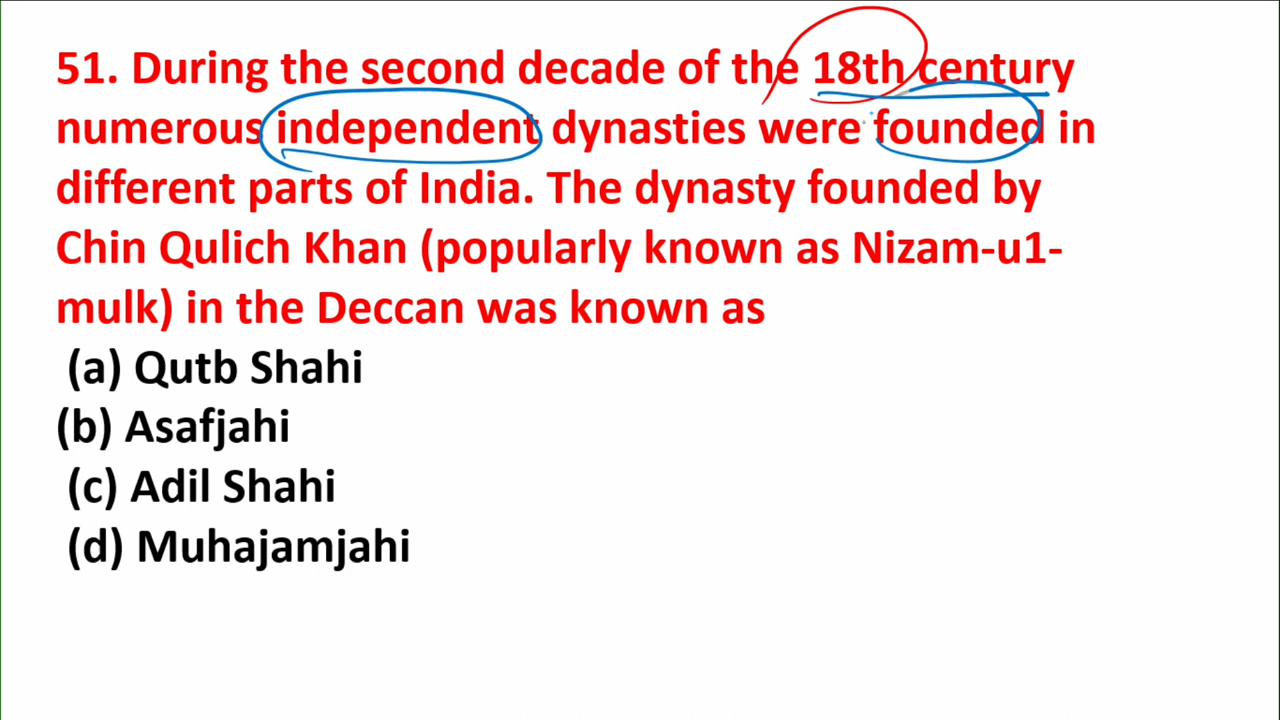 51. During the second decade of the 18th century
numerous independent dynasties were founded in
different parts of India. The dynasty founded by
Chin Qulich Khan (popularly known as Nizam-u1-
mulk) in the Deccan was known as
(a) Qutb Shahi
(b) Asafjahi
(c) Adil Shahi
(d) Muhajamjahi